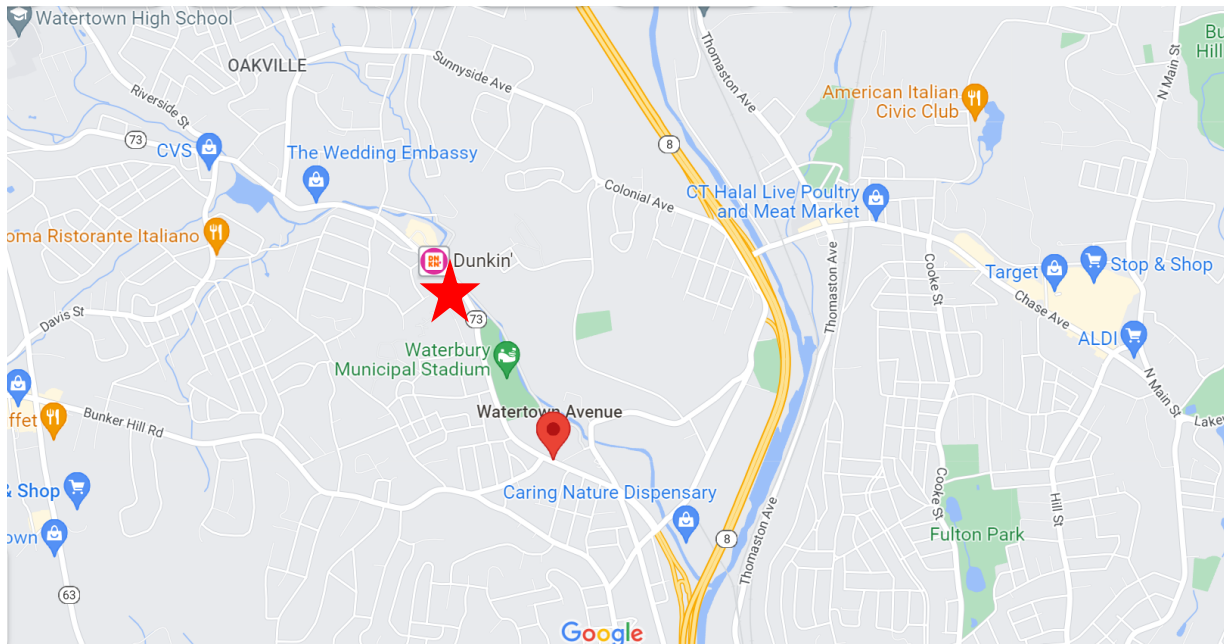 Watertown High School
OAKVILLE
Sunnyside Ave
Thomaston Ave
N Main St
Bu
Hill
Riverside St
73
CVS
The Wedding Embassy
8
American Italian
Civic Club
Colonial Ave
CT Halal Live Poultry
and Meat Market
oma Ristorante Italiano
DN
KN'
Dunkin'
Thomaston Ave
Cooke St
Target
Stop & Shop
Chase Ave
Davis St
73
Waterbury
Municipal Stadium
ALDI
N Main St
ffet
Bunker Hill Rd
Watertown Avenue
Lakew
& Shop
Caring Nature Dispensary
Cooke St
Hill St
own
8
Thomaston Ave
Fulton Park
63
Google